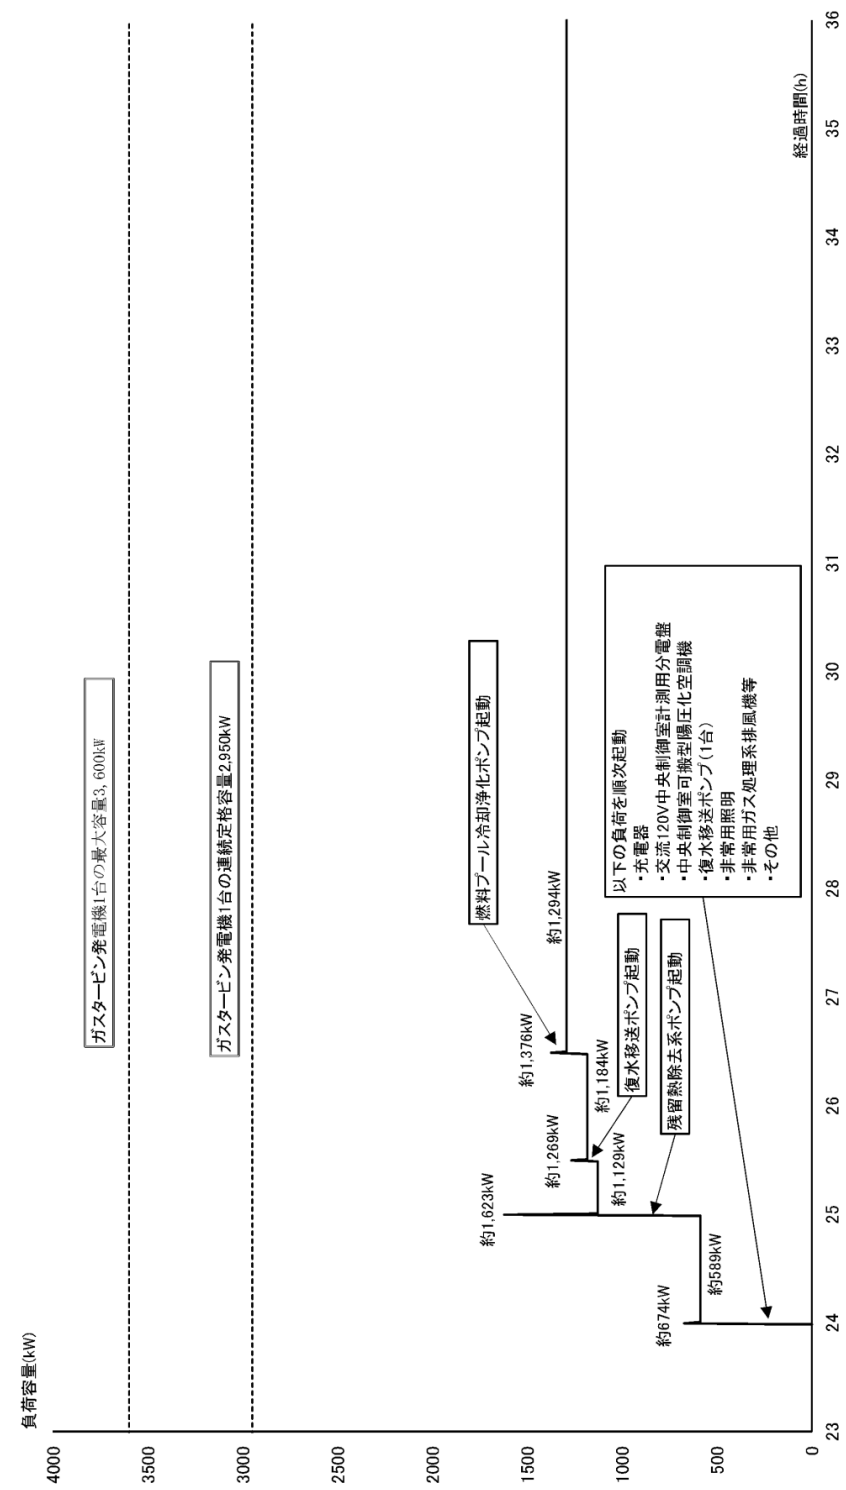 負荷容量(kW)
4000
3500
3000
2500
2000
1500
1000
500
0
ガスタービン発電機1台の最大容量3,600kW
ガスタービン発電機1台の連続定格容量2,950kW
燃料プール冷却浄化ポンプ起動
復水移送ポンプ起動
残留熱除去系ポンプ起動
以下の負荷を順次起動
・充電器
・交流120V中央制御室計測用分電盤
・中央制御室可搬型陽圧化空調機
・復水移送ポンプ(1台)
・非常用照明
・非常用ガス処理系排風機等
・その他
約674kW
約589kW
約1,623kW
約1,129kW
約1,269kW
約1,184kW
約1,376kW
約1,294kW
23
24
25
26
27
28
29
30
31
32
33
34
35
36
経過時間(h)